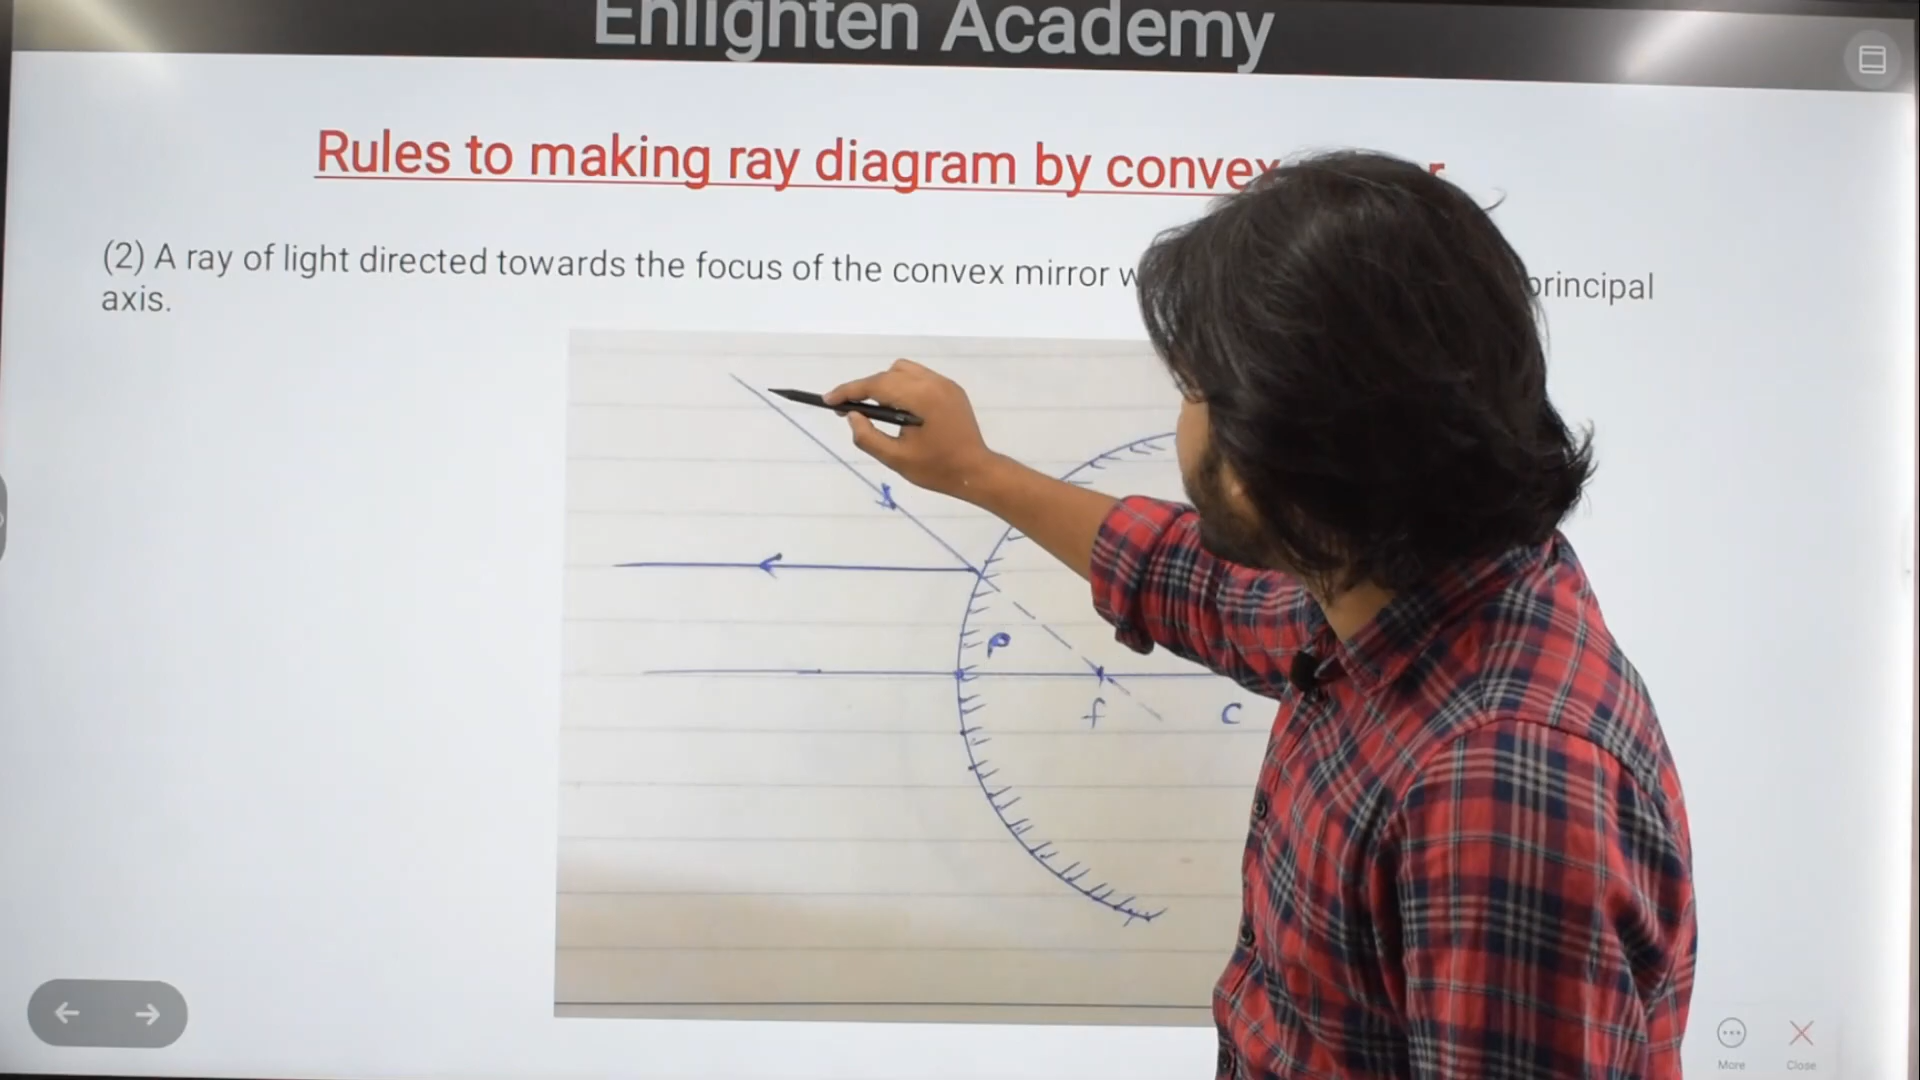 Enlighten Academy
Rules to making ray diagram by convex
(2) A ray of light directed towards the focus of the convex mirror principal
axis.
P
f
C
More
Close